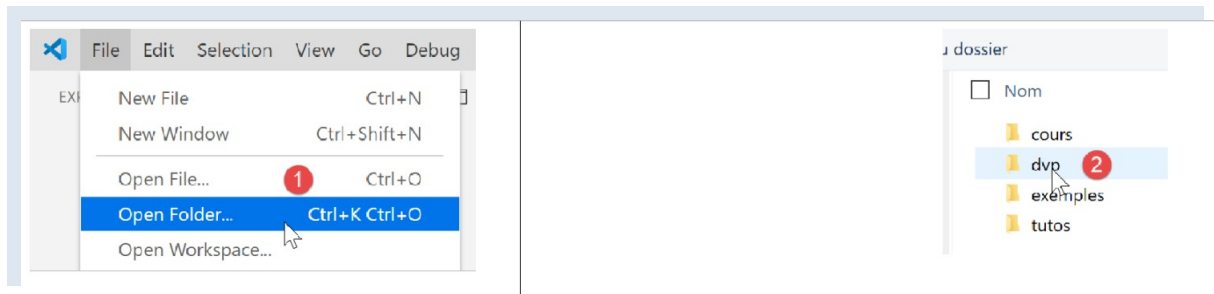 File Edit Selection View Go Debug
New File Ctrl+N
New Window Ctrl+Shift+N
Open File... 1 Ctrl+O
Open Folder... Ctrl+K Ctrl+O
Open Workspace...
dossier
Nom
cours
dvp 2
exemples
tutos